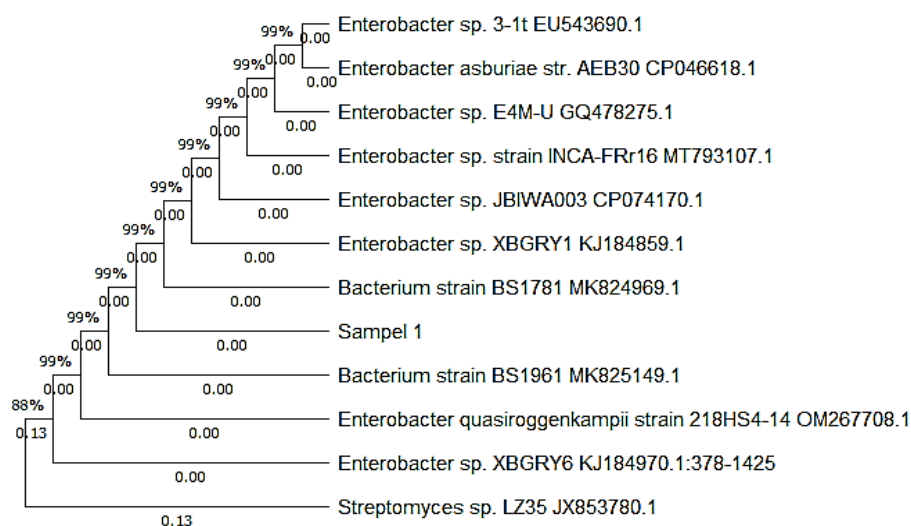 Enterobacter sp. 3-1t EU543690.1
99%
0.00
0.00
Enterobacter asburiae str. AEB30 CP046618.1
99%
0.00
0.00
Enterobacter sp. E4M-U GQ478275.1
99%
0.00
0.00
Enterobacter sp. strain INCA-FRr16 MT793107.1
99%
0.00
0.00
Enterobacter sp. JBIWA003 CP074170.1
99%
0.00
0.00
Enterobacter sp. XBGRY1 KJ184859.1
99%
0.00
0.00
Bacterium strain BS1781 MK824969.1
99%
0.00
0.00
Sampel 1
99%
0.00
0.00
Bacterium strain BS1961 MK825149.1
99%
0.00
0.00
Enterobacter quasiroggenkampii strain 218HS4-14 OM267708.1
88%
0.13
0.00
Enterobacter sp. XBGRY6 KJ184970.1:378-1425
0.00
Streptomyces sp. LZ35 JX853780.1
0.13